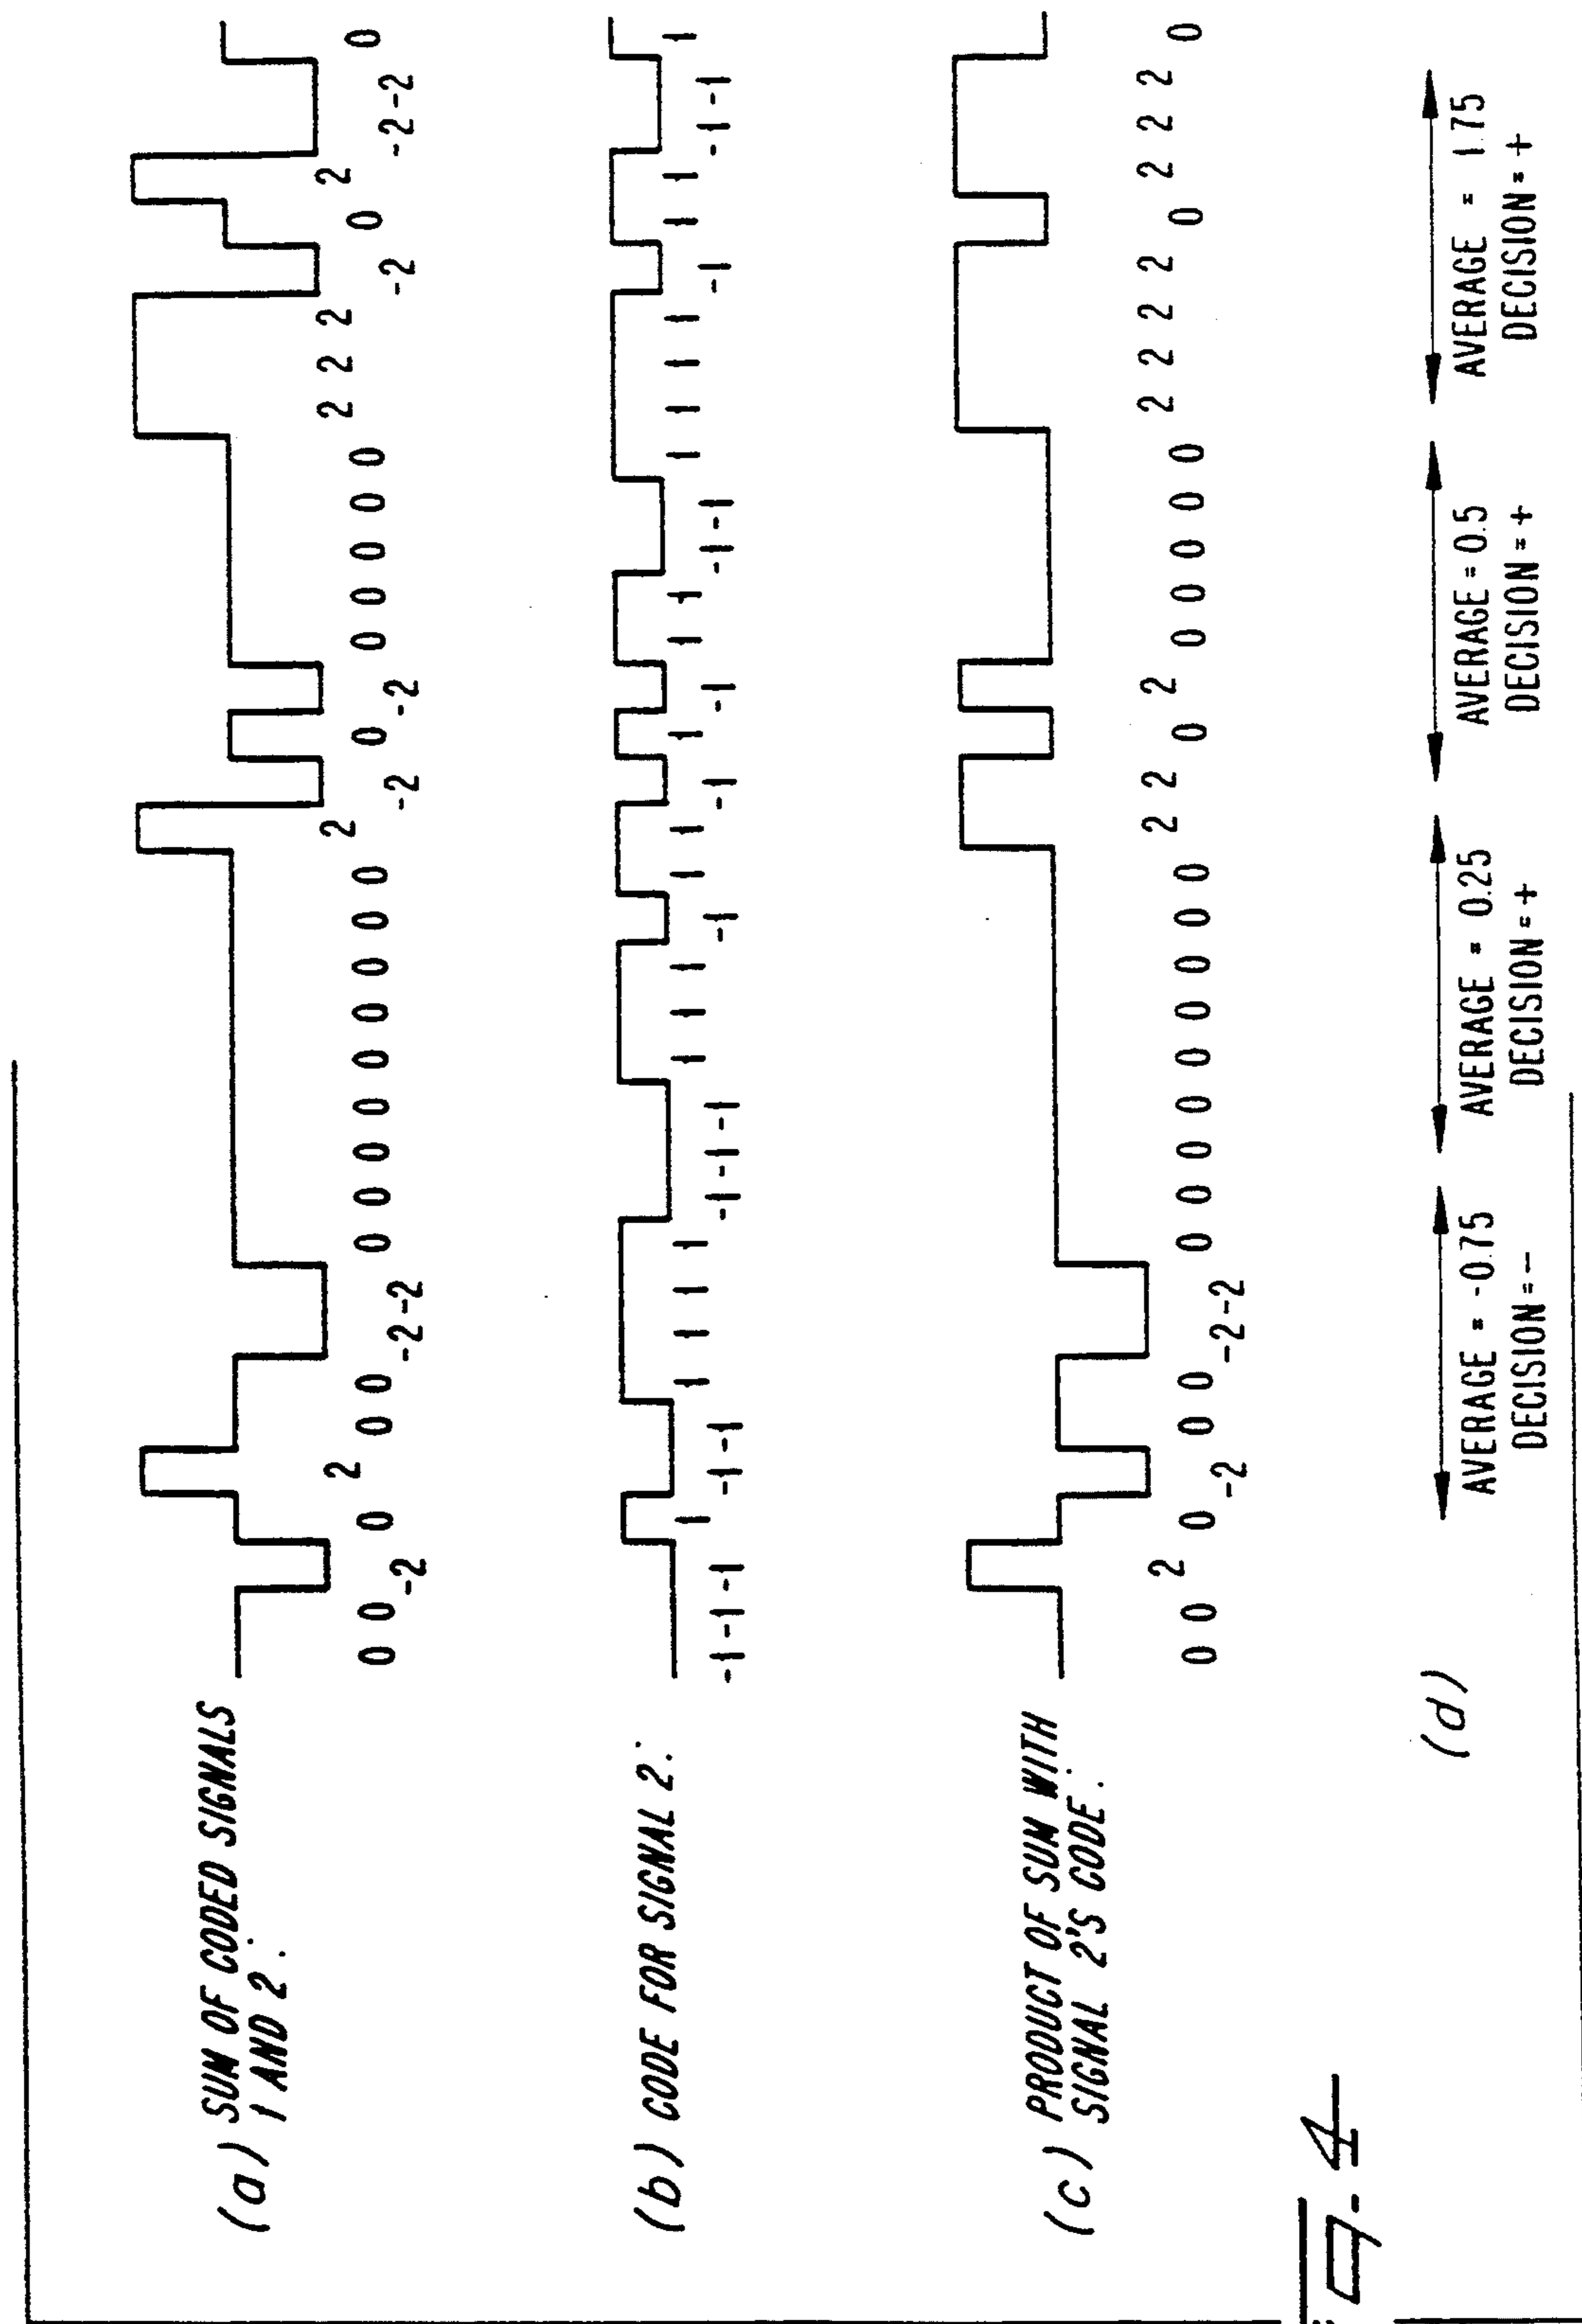 (a) SUM OF CODED SIGNALS
1 AND 2:
0 0 -2 0 2 0 0 -2 -2 0 0 0 0 0 0 0 0 0 2 -2 0 -2 0 0 0 0 0 2 2 2 -2 0 2 -2 -2 0
(b) CODE FOR SIGNAL 2:
-1 -1 -1 1 -1 -1 1 1 1 1 -1 -1 -1 1 1 1 -1 1 1 -1 1 -1 1 1 -1 -1 1 1 1 1 -1 1 1 -1 -1 1
(c) PRODUCT OF SUM WITH
SIGNAL 2'S CODE:
0 0 2 0 -2 0 0 -2 -2 0 0 0 0 0 0 0 0 0 2 2 0 2 0 0 0 0 0 2 2 2 2 0 2 2 2 0
(d)
AVERAGE = -0.75
DECISION = -
AVERAGE = 0.25
DECISION = +
AVERAGE = 0.5
DECISION = +
AVERAGE = 1.75
DECISION = +
Fig. 4